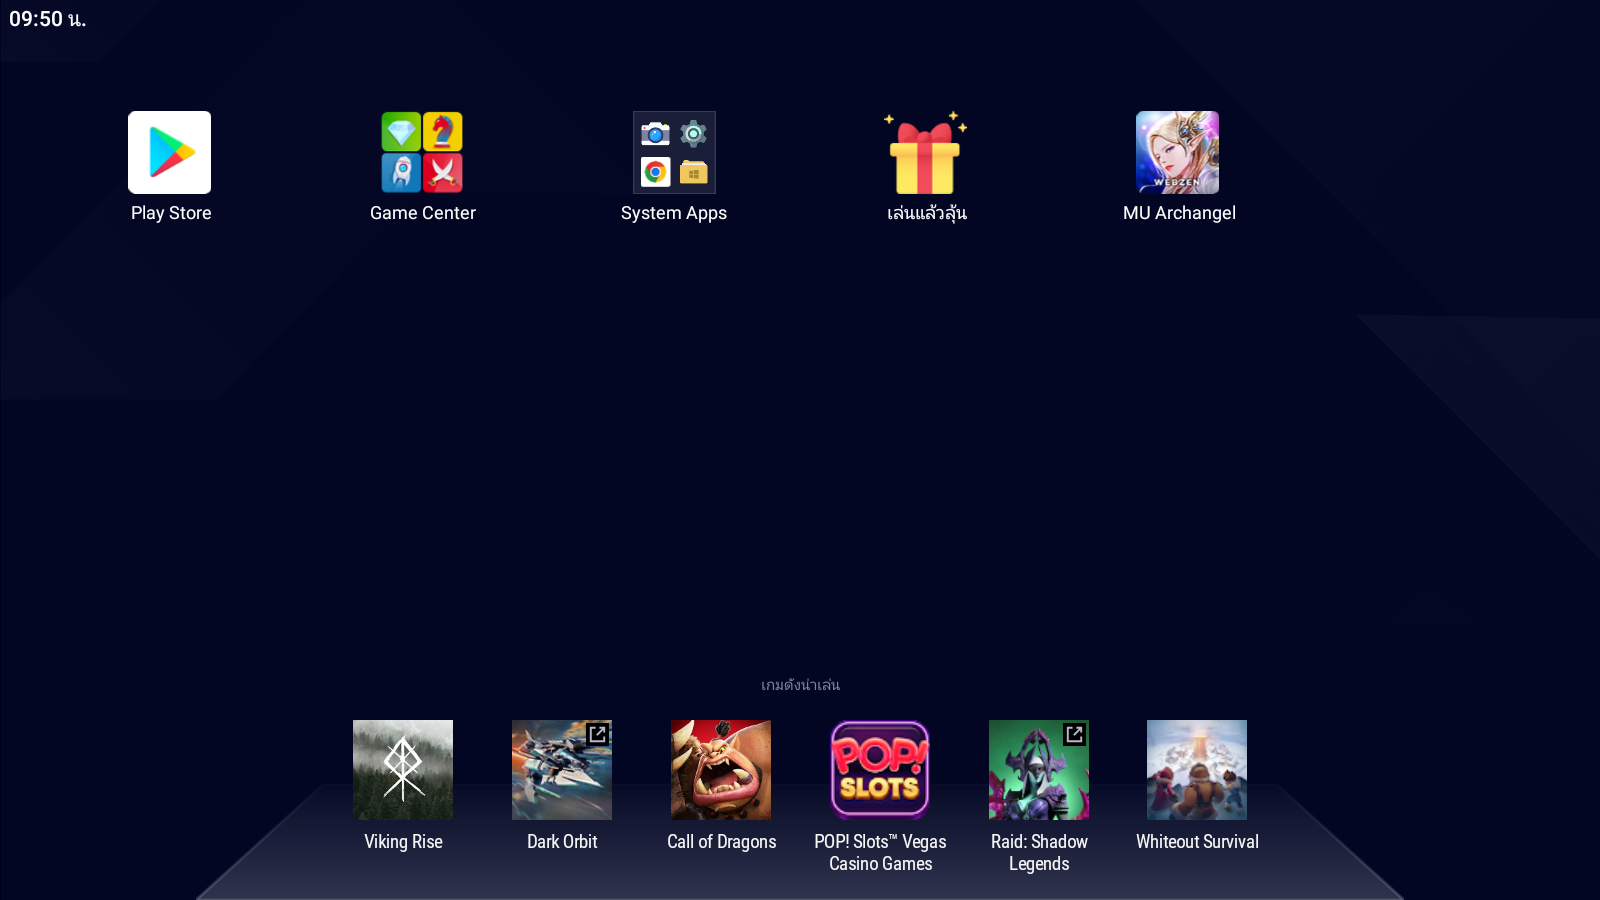 09:50 น.
Play Store
Game Center
System Apps
เล่นแล้วลุ้น
WEBZEN
MU Archangel
เกมดังน่าเล่น
POP!
SLOTS
Viking Rise
Dark Orbit
Call of Dragons
POP! Slots™ Vegas
Casino Games
Raid: Shadow
Legends
Whiteout Survival